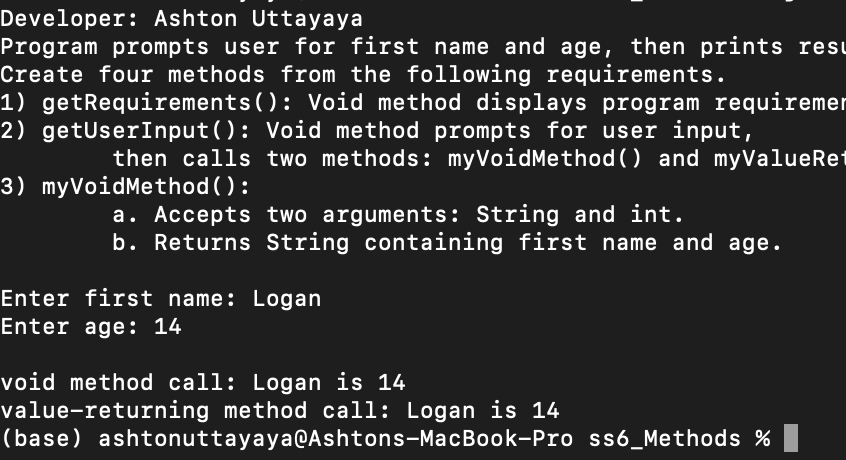 Developer: Ashton Uttayaya
Program prompts user for first name and age, then prints
Create four methods from the following requirements.
1) getRequirements(): Void method displays program
2) getUserInput(): Void method prompts for user input,
then calls two methods: myVoidMethod() and
3) myVoidMethod():
a. Accepts two arguments: String and int.
b. Returns String containing first name and age.
Enter first name: Logan
Enter age: 14
void method call: Logan is 14
value-returning method call: Logan is 14
(base) ashtonuttayaya@Ashtons-MacBook-Pro ss6_Methods %